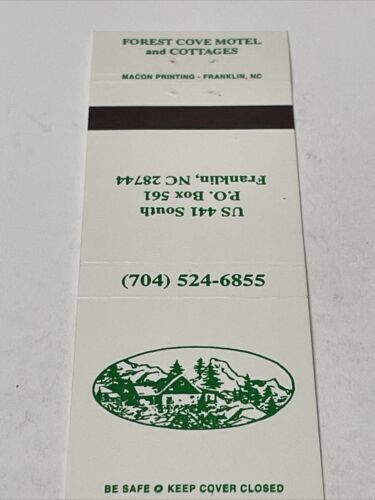 FOREST COVE MOTEL
and COTTAGES
MACON PRINTING - FRANKLIN, NC
US 441 South
P.O. Box 561
Franklin, NC 28744
(704) 524-6855
BE SAFE KEEP COVER CLOSED